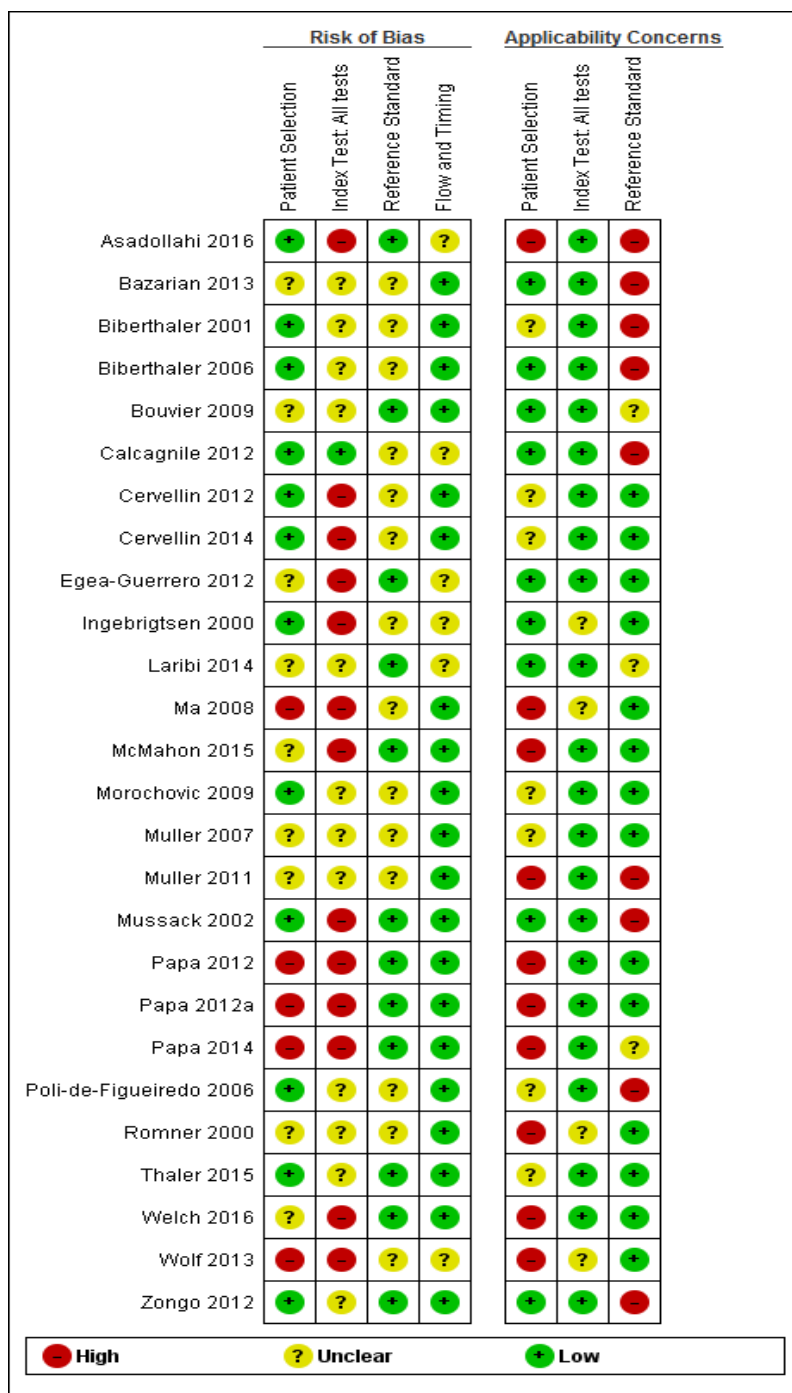 Risk of Bias Applicability Concerns
Patient Selection
Index Test: All tests
Reference Standard
Flow and Timing
Patient Selection
Index Test: All tests
Reference Standard
Asadollahi 2016 + – + ? – + –
Bazarian 2013 ? ? ? + + + –
Biberthaler 2001 + ? ? + ? + –
Biberthaler 2006 + ? ? + + + –
Bouvier 2009 ? ? + + + + ?
Calcagnile 2012 + + ? ? + + –
Cervellin 2012 + – ? + ? + +
Cervellin 2014 + – ? + ? + +
Egea-Guerrero 2012 ? – + ? + + +
Ingebrigtsen 2000 + – ? ? + ? +
Laribi 2014 ? ? + ? + + ?
Ma 2008 – – ? + – ? +
McMahon 2015 ? – + + – + +
Morochovic 2009 + ? ? + ? + +
Muller 2007 ? ? ? + ? + +
Muller 2011 ? ? ? + – + –
Mussack 2002 + – + + + + –
Papa 2012 – – + + – + +
Papa 2012a – – + + – + +
Papa 2014 – – + + – + ?
Poli-de-Figueiredo 2006 + ? ? + ? + –
Romner 2000 ? ? ? + – ? +
Thaler 2015 + ? + + ? + +
Welch 2016 ? – + + – + +
Wolf 2013 – – ? ? – ? +
Zongo 2012 + ? + + + + –
– High ? Unclear + Low